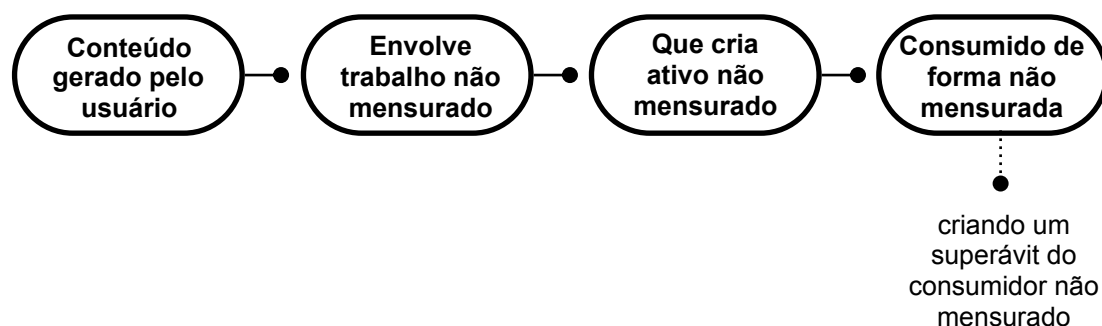 Conteúdo
gerado pelo
usuário
Envolve
trabalho não
mensurado
Que cria
ativo não
mensurado
Consumido de
forma não
mensurada
criando um
superávit do
consumidor não
mensurado